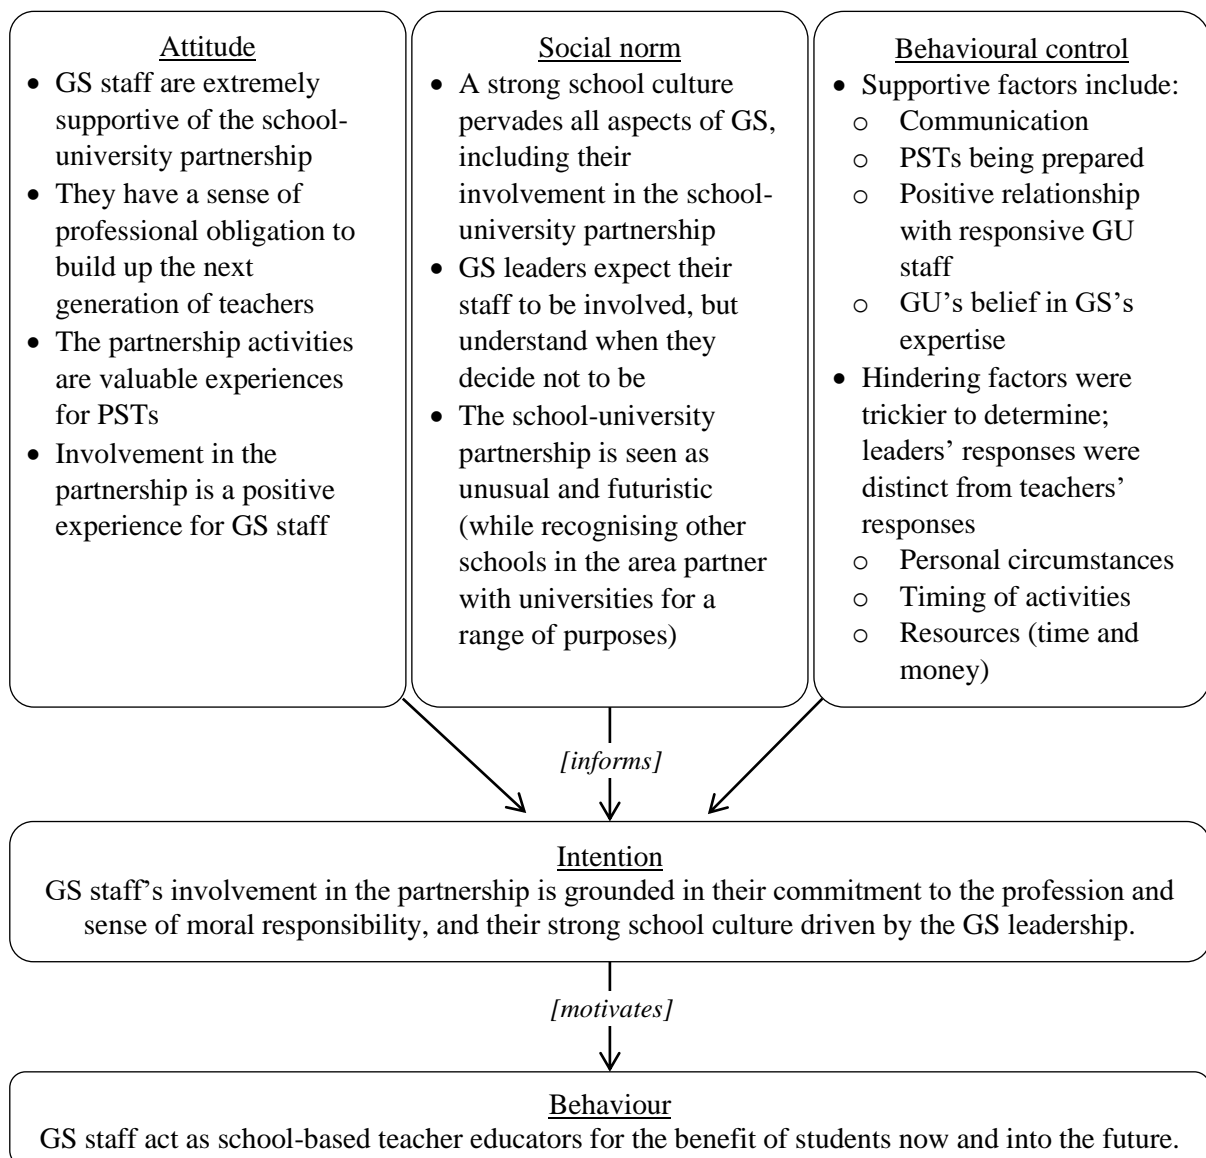 Attitude
• GS staff are extremely
supportive of the school-
university partnership
• They have a sense of
professional obligation to
build up the next
generation of teachers
• The partnership activities
are valuable experiences
for PSTs
• Involvement in the
partnership is a positive
experience for GS staff
Social norm
• A strong school culture
pervades all aspects of GS,
including their
involvement in the school-
university partnership
• GS leaders expect their
staff to be involved, but
understand when they
decide not to be
• The school-university
partnership is seen as
unusual and futuristic
(while recognising other
schools in the area partner
with universities for a
range of purposes)
Behavioural control
• Supportive factors include:
o Communication
o PSTs being prepared
o Positive relationship
with responsive GU
staff
o GU’s belief in GS’s
expertise
• Hindering factors were
trickier to determine;
leaders’ responses were
distinct from teachers’
responses
o Personal circumstances
o Timing of activities
o Resources (time and
money)
[informs]
Intention
GS staff’s involvement in the partnership is grounded in their commitment to the profession and
sense of moral responsibility, and their strong school culture driven by the GS leadership.
[motivates]
Behaviour
GS staff act as school-based teacher educators for the benefit of students now and into the future.